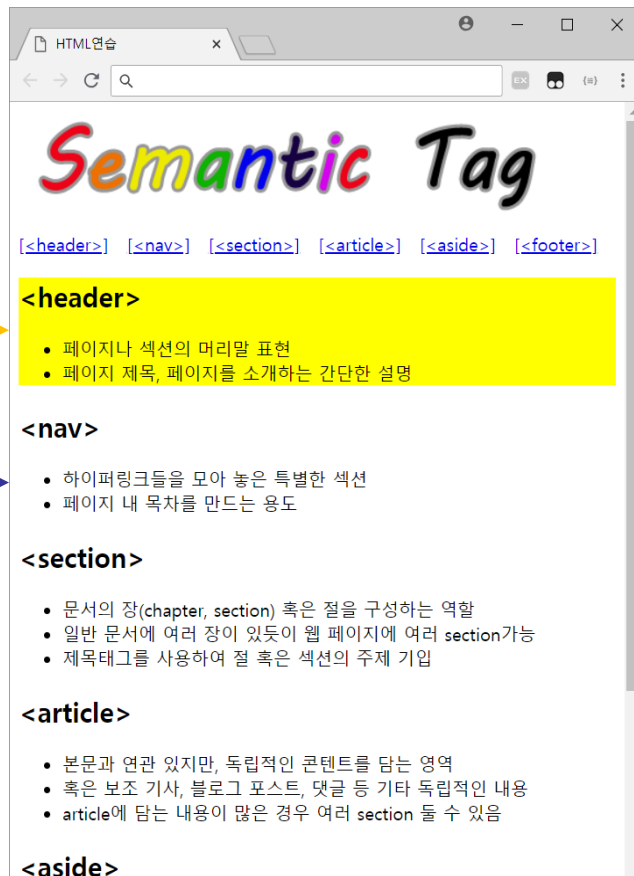 HTML연습
EX
Semantic Tag
[<header>] [<nav>] [<section>] [<article>] [<aside>] [<footer>]
<header>
페이지나 섹션의 머리말 표현
페이지 제목, 페이지를 소개하는 간단한 설명
<nav>
하이퍼링크들을 모아 놓은 특별한 섹션
페이지 내 목차를 만드는 용도
<section>
문서의 장(chapter, section) 혹은 절을 구성하는 역할
일반 문서에 여러 장이 있듯이 웹 페이지에 여러 section가능
제목태그를 사용하여 절 혹은 섹션의 주제 기입
<article>
본문과 연관 있지만, 독립적인 콘텐트를 담는 영역
혹은 보조 기사, 블로그 포스트, 댓글 등 기타 독립적인 내용
article에 담는 내용이 많은 경우 여러 section 둘 수 있음
<aside>